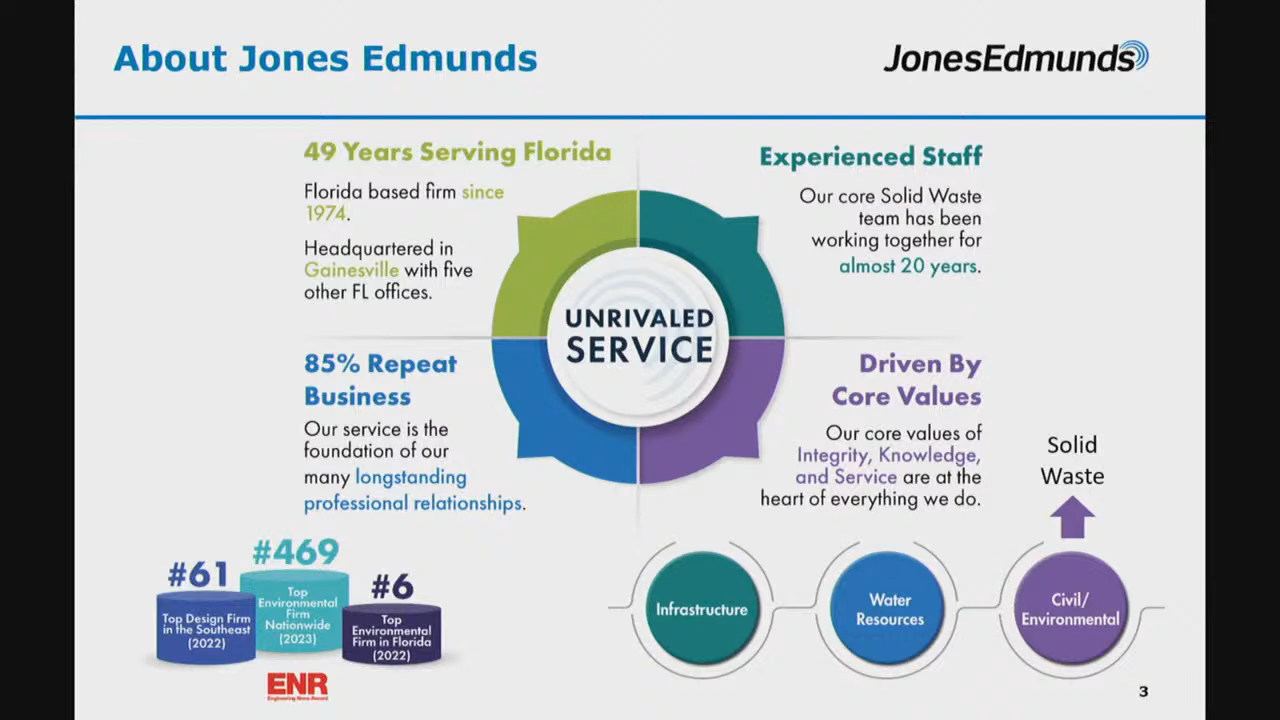 About Jones Edmunds
JonesEdmunds
49 Years Serving Florida
Florida based firm since
1974.
Headquartered in
Gainesville with five
other FL offices.
Experienced Staff
Our core Solid Waste
team has been
working together for
almost 20 years.
UNRIVALED
SERVICE
85% Repeat
Business
Our service is the
foundation of our
many longstanding
professional relationships.
Driven By
Core Values
Our core values of
Integrity, Knowledge,
and Service are at the
heart of everything we do.
Solid
Waste
#61
Top Design Firm
in the Southeast
(2022)
#469
Top
Environmental
Firm
Nationwide
(2023)
#6
Top
Environmental
Firm in Florida
(2022)
ENR
Engineering News-Record
Infrastructure
Water
Resources
Civil/
Environmental
3